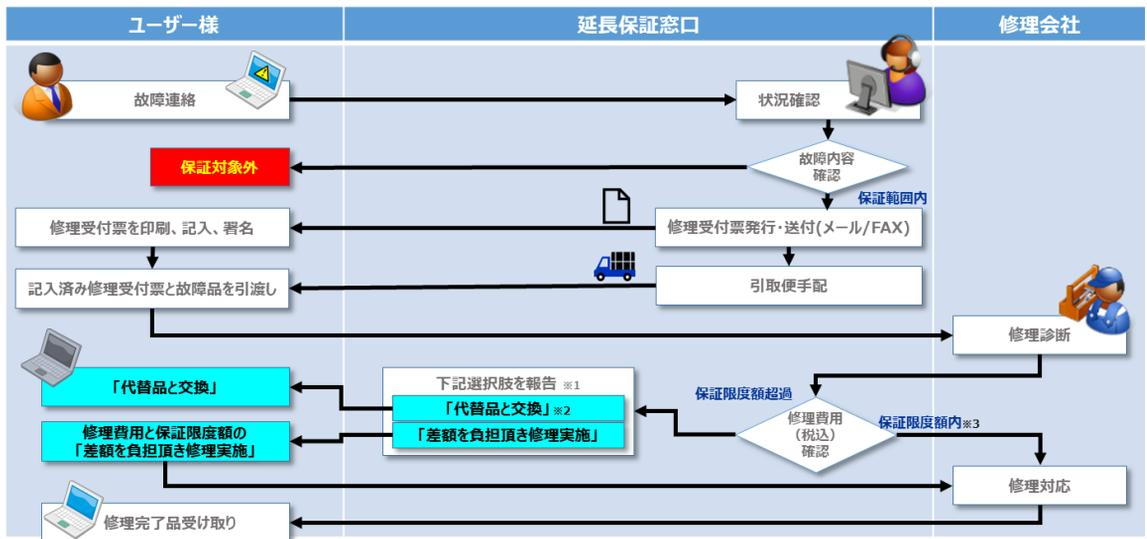 ユーザー様
延長保証窓口
修理会社
故障連絡
状況確認
故障内容
確認
保証対象外
保証範囲内
修理受付票を印刷、記入、署名
修理受付票発行・送付(メール/FAX)
記入済み修理受付票と故障品を引渡し
引取便手配
修理診断
下記選択肢を報告 ※1
保証限度額超過
「代替品と交換」
「代替品と交換」※2
修理費用
(税込)
確認
保証限度額内※3
修理費用と保証限度額の
「差額を負担頂き修理実施」
「差額を負担頂き修理実施」
修理対応
修理完了品受け取り